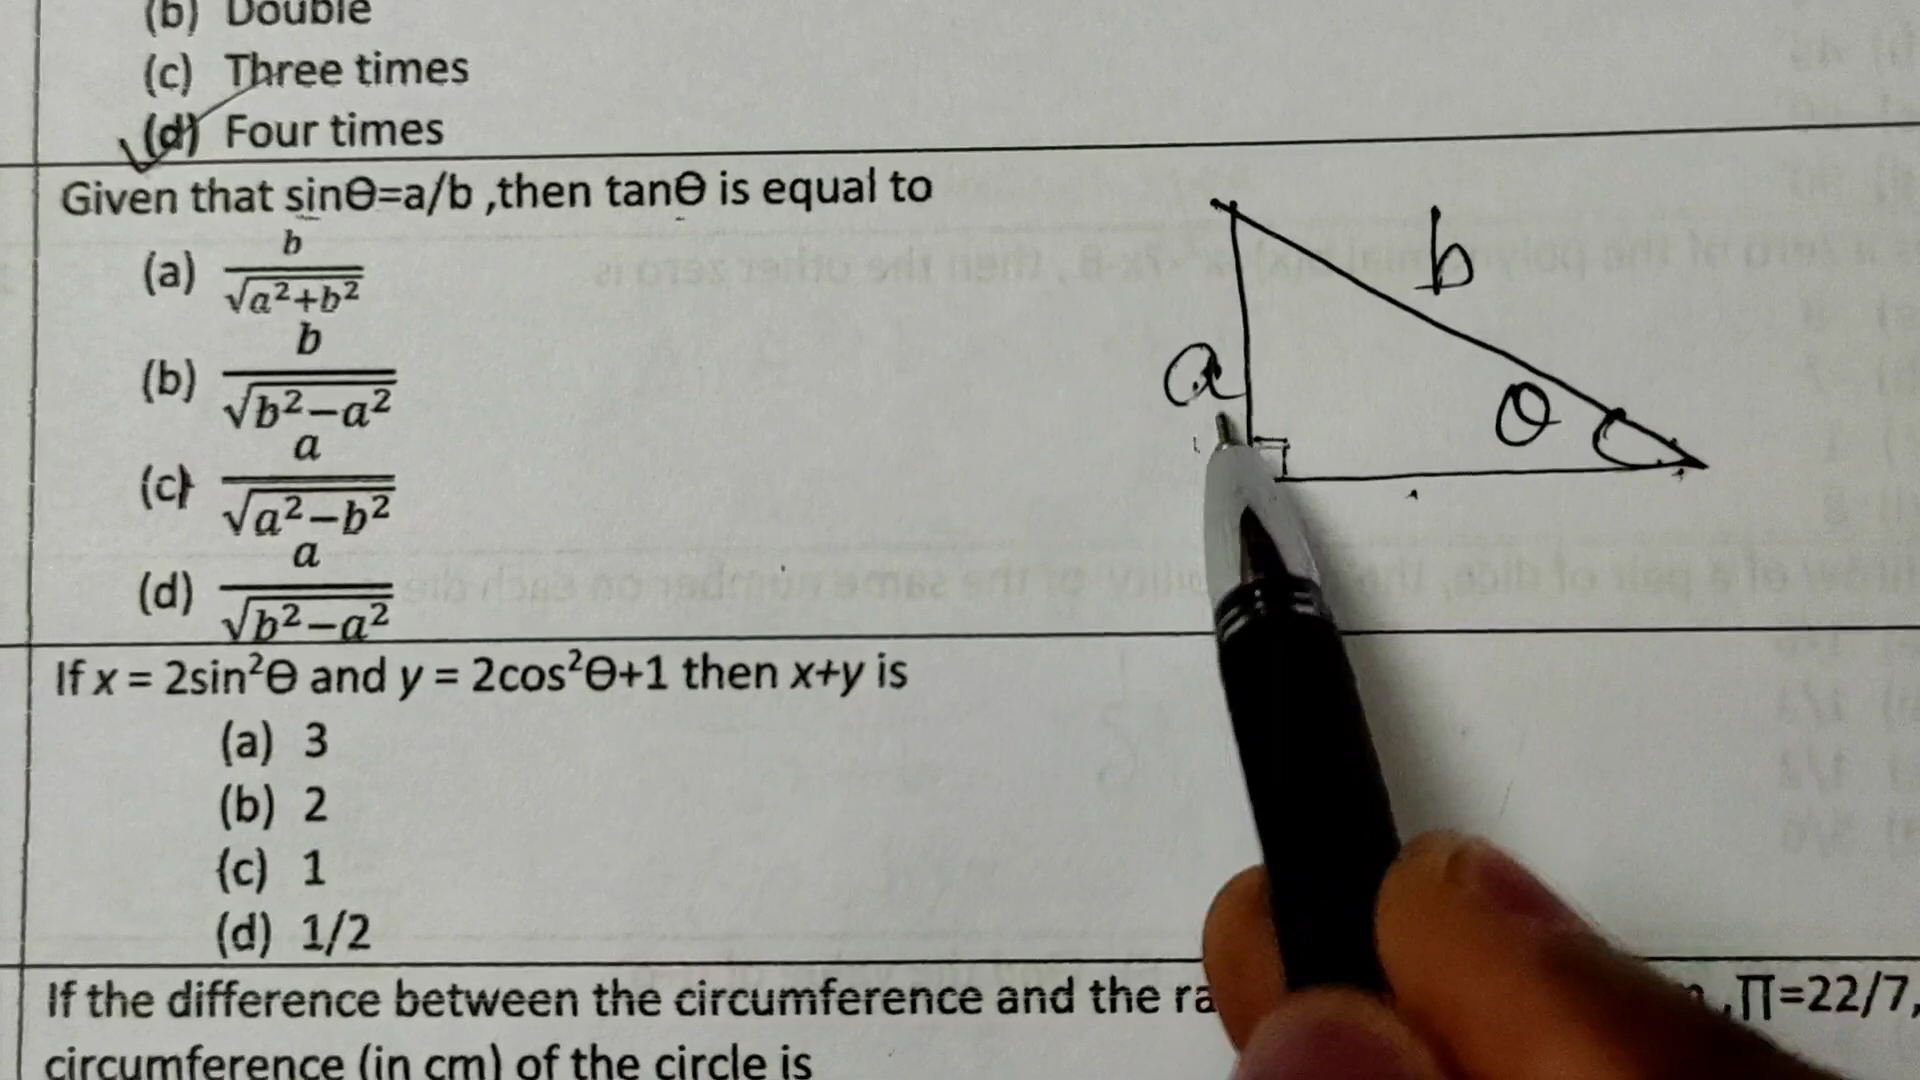 (b) Double
(c) Three times
(d) Four times
Given that sinΘ=a/b ,then tanΘ is equal to
(a) b/√a²+b²
(b) b/√b²−a²
(c) a/√a²−b²
(d) a/√b²−a²
b
a
θ
If x = 2sin²Θ and y = 2cos²Θ+1 then x+y is
(a) 3
(b) 2
(c) 1
(d) 1/2
If the difference between the circumference and the ,∏=22/7,
circumference (in cm) of the circle is